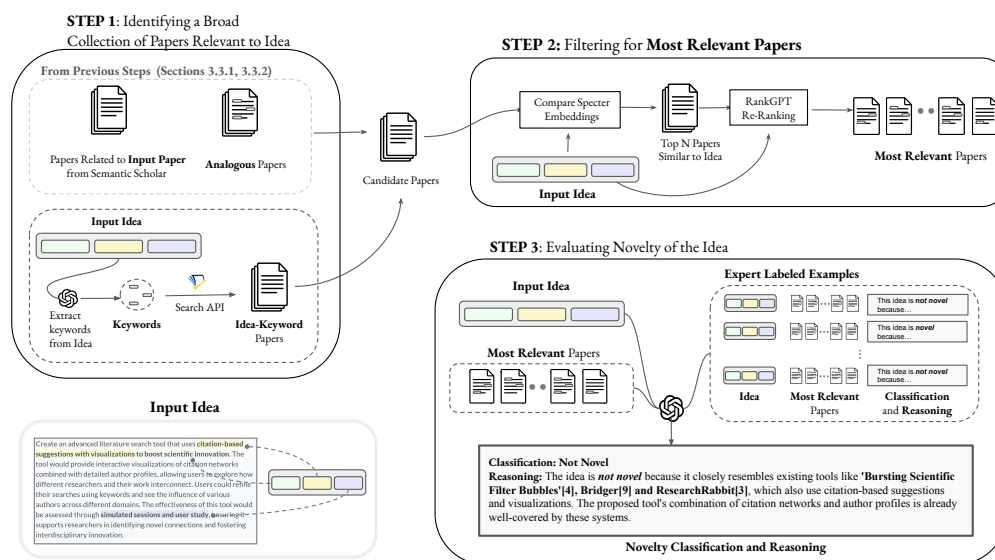 STEP 1: Identifying a Broad
Collection of Papers Relevant to Idea
From Previous Steps (Sections 3.3.1, 3.3.2)
Papers Related to Input Paper
from Semantic Scholar
Analogous Papers
Input Idea
Extract
keywords
from Idea
Keywords
Search API
Idea-Keyword
Papers
Candidate Papers
STEP 2: Filtering for Most Relevant Papers
Compare Specter
Embeddings
Input Idea
Top N Papers
Similar to Idea
RankGPT
Re-Ranking
Most Relevant Papers
STEP 3: Evaluating Novelty of the Idea
Input Idea
Most Relevant Papers
Expert Labeled Examples
This idea is not novel
because…
This idea is novel
because…
This idea is not novel
because…
Idea
Most Relevant
Papers
Classification
and Reasoning
Classification: Not Novel
Reasoning: The idea is not novel because it closely resembles existing tools like 'Bursting Scientific
Filter Bubbles'[4], Bridger[9] and ResearchRabbit[3], which also use citation-based suggestions
and visualizations. The proposed tool's combination of citation networks and author profiles is already
well-covered by these systems.
Novelty Classification and Reasoning
Input Idea
Create an advanced literature search tool that uses citation-based
suggestions with visualizations to boost scientific innovation. The
tool would provide interactive visualizations of citation networks
combined with detailed author profiles, allowing users to explore how
different researchers and their work interconnect. Users could refine
their searches using keywords and see the influence of various
authors across different domains. The effectiveness of this tool would
be assessed through simulated sessions and user study, ensuring it
supports researchers in identifying novel connections and fostering
interdisciplinary innovation.